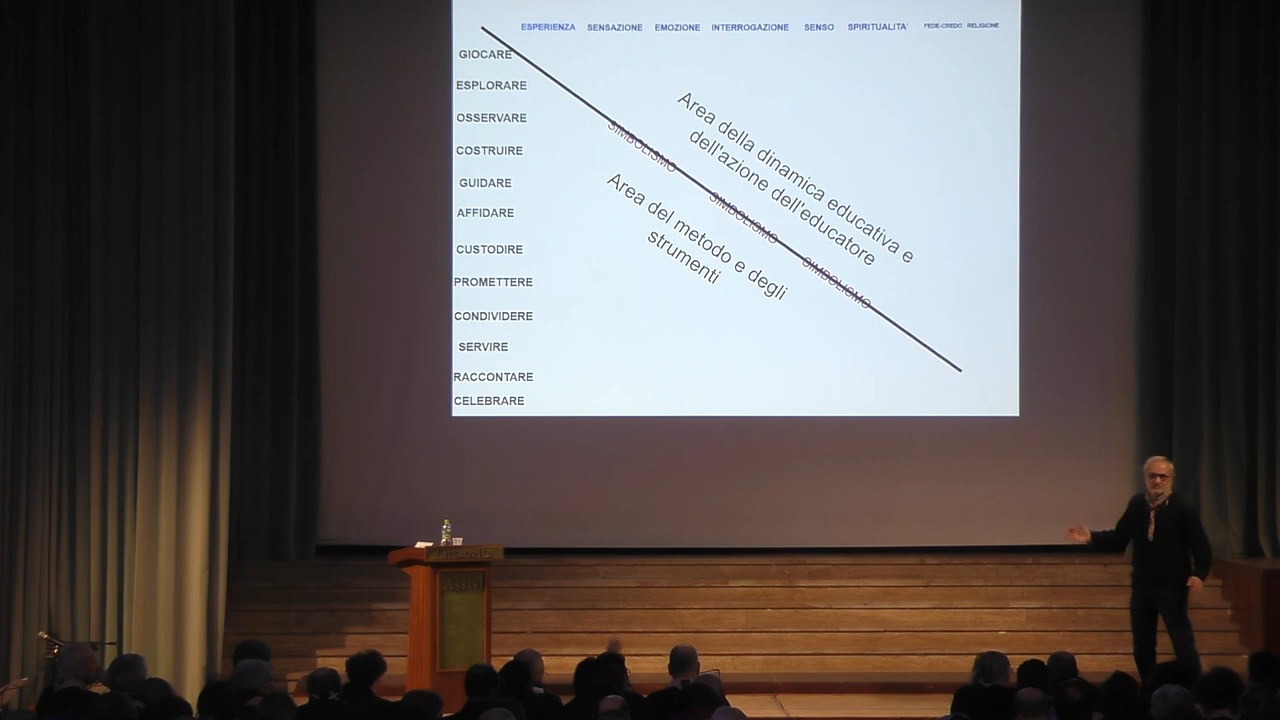 ESPERIENZA SENSAZIONE EMOZIONE INTERROGAZIONE SENSO SPIRITUALITA' FEDE-CREDO RELIGIONE
GIOCARE
ESPLORARE
OSSERVARE
COSTRUIRE
GUIDARE
AFFIDARE
CUSTODIRE
PROMETTERE
CONDIVIDERE
SERVIRE
RACCONTARE
CELEBRARE
SIMBOLISMO
SIMBOLISMO
SIMBOLISMO
Area della dinamica educativa e
dell'azione dell'educatore
Area del metodo e degli
strumenti
Assisi